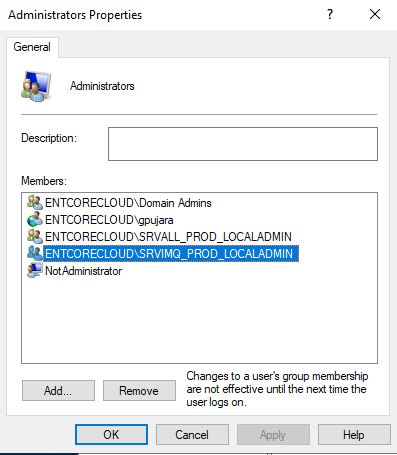 Administrators Properties
?
General
Administrators
Description:
Members:
ENTCORECLOUD\Domain Admins
ENTCORECLOUD\gpujara
ENTCORECLOUD\SRVALL_PROD_LOCALADMIN
ENTCORECLOUD\SRVIMQ_PROD_LOCALADMIN
NotAdministrator
Add...
Remove
Changes to a user's group membership
are not effective until the next time the
user logs on.
OK
Cancel
Apply
Help